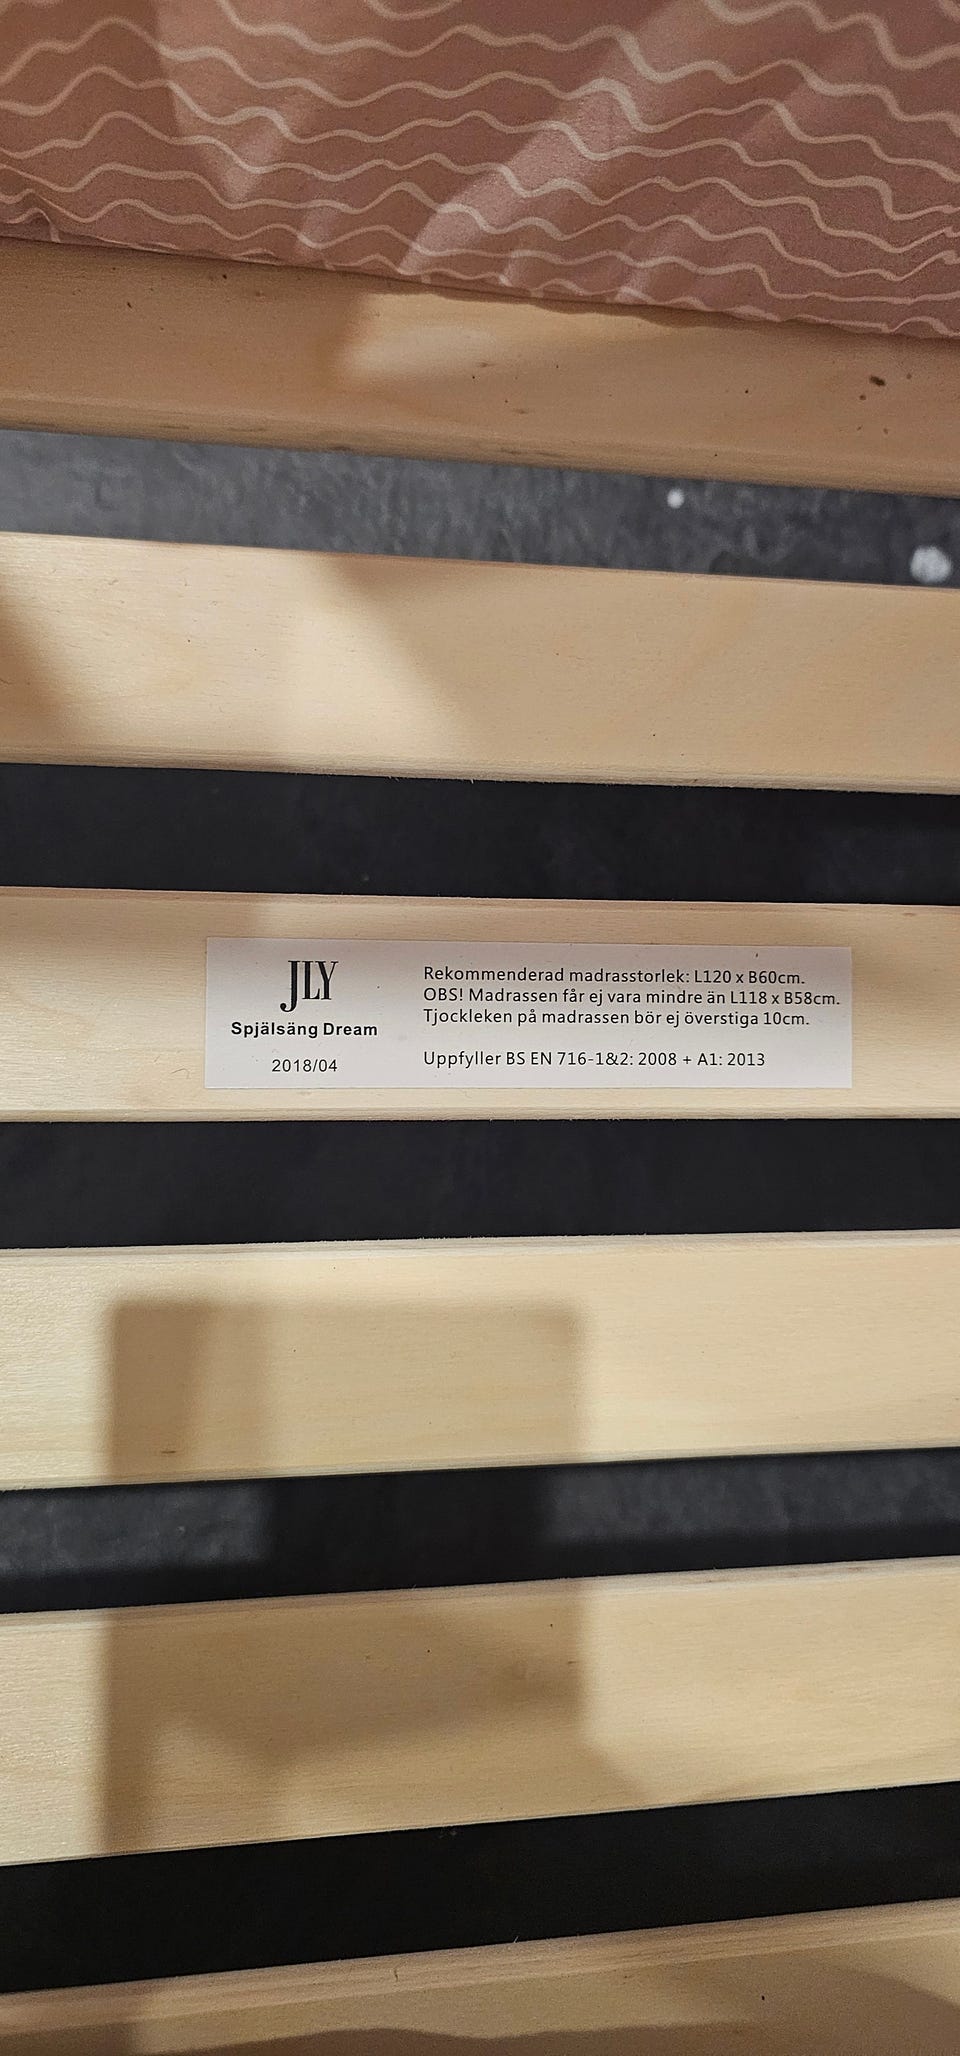 JLY
Spjälsäng Dream
2018/04
Rekommenderad madrasstorlek: L120 x B60cm.
OBS! Madrassen får ej vara mindre än L118 x B58cm.
Tjockleken på madrassen bör ej överstiga 10cm.
Uppfyller BS EN 716-1&2: 2008 + A1: 2013